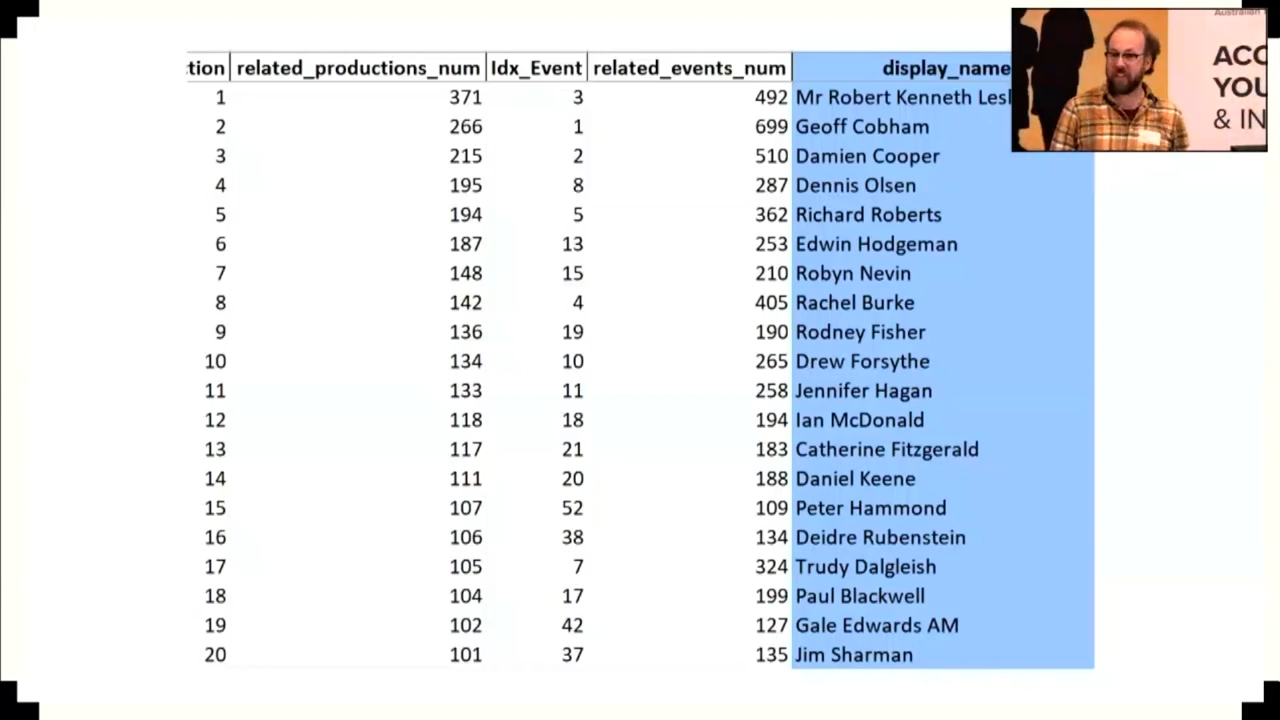 Australian
ACC
YOU
& IN
tion related_productions_num Idx_Event related_events_num display_name
1 371 3 492 Mr Robert Kenneth Lesl
2 266 1 699 Geoff Cobham
3 215 2 510 Damien Cooper
4 195 8 287 Dennis Olsen
5 194 5 362 Richard Roberts
6 187 13 253 Edwin Hodgeman
7 148 15 210 Robyn Nevin
8 142 4 405 Rachel Burke
9 136 19 190 Rodney Fisher
10 134 10 265 Drew Forsythe
11 133 11 258 Jennifer Hagan
12 118 18 194 Ian McDonald
13 117 21 183 Catherine Fitzgerald
14 111 20 188 Daniel Keene
15 107 52 109 Peter Hammond
16 106 38 134 Deidre Rubenstein
17 105 7 324 Trudy Dalgleish
18 104 17 199 Paul Blackwell
19 102 42 127 Gale Edwards AM
20 101 37 135 Jim Sharman